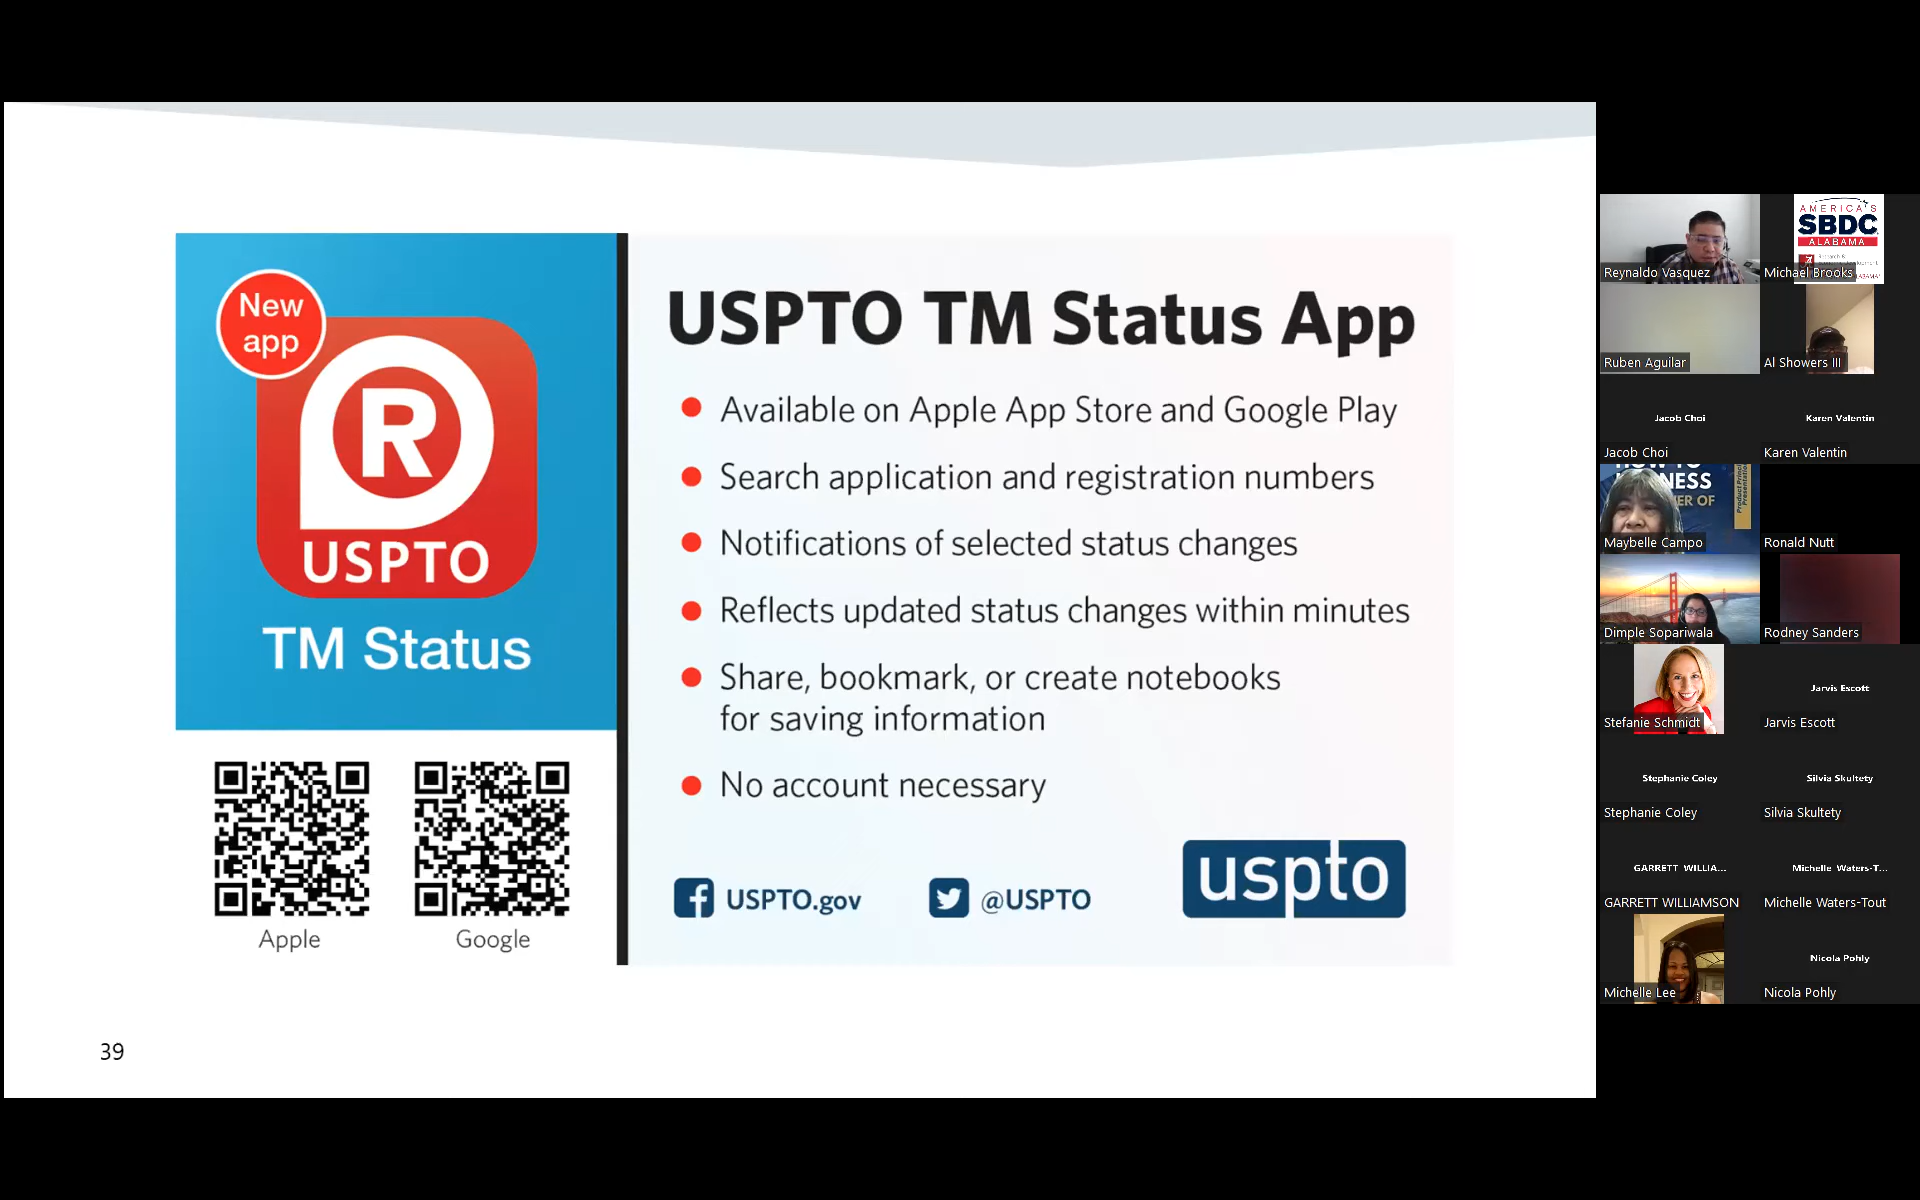 New
app
R
USPTO
TM Status
Apple
Google
USPTO TM Status App
Available on Apple App Store and Google Play
Search application and registration numbers
Notifications of selected status changes
Reflects updated status changes within minutes
Share, bookmark, or create notebooks
for saving information
No account necessary
USPTO.gov
@USPTO
uspto
39
Reynaldo Vasquez
AMERICA'S
SBDC
ALABAMA
Michael Brooks
Ruben Aguilar
Al Showers III
Jacob Choi
Jacob Choi
Karen Valentin
Karen Valentin
HOW TO
NESS
ER OF
Maybelle Campo
Ronald Nutt
Dimple Sopariwala
Rodney Sanders
Stefanie Schmidt
Jarvis Escott
Jarvis Escott
Stephanie Coley
Stephanie Coley
Silvia Skultety
Silvia Skultety
GARRETT WILLIA...
GARRETT WILLIAMSON
Michelle Waters-T...
Michelle Waters-Tout
Michelle Lee
Nicola Pohly
Nicola Pohly